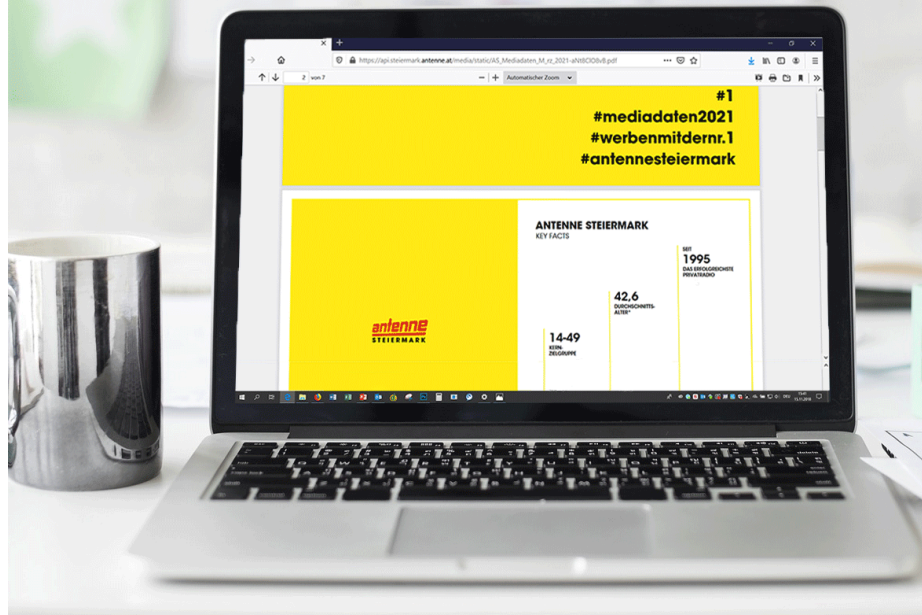 https://api.steiermark.antenne.at/media/static/AS_Mediadaten_M_rz_2021-aNtBClDBvB.pdf
2 von 7
Automatischer Zoom
#1
#mediadaten2021
#werbenmitdernr.1
#antennesteiermark
antenne
STEIERMARK
ANTENNE STEIERMARK
KEY FACTS
SEIT
1995
DAS ERFOLGREICHSTE
PRIVATRADIO
42,6
DURCHSCHNITTS-
ALTER*
14-49
KERN-
ZIELGRUPPE